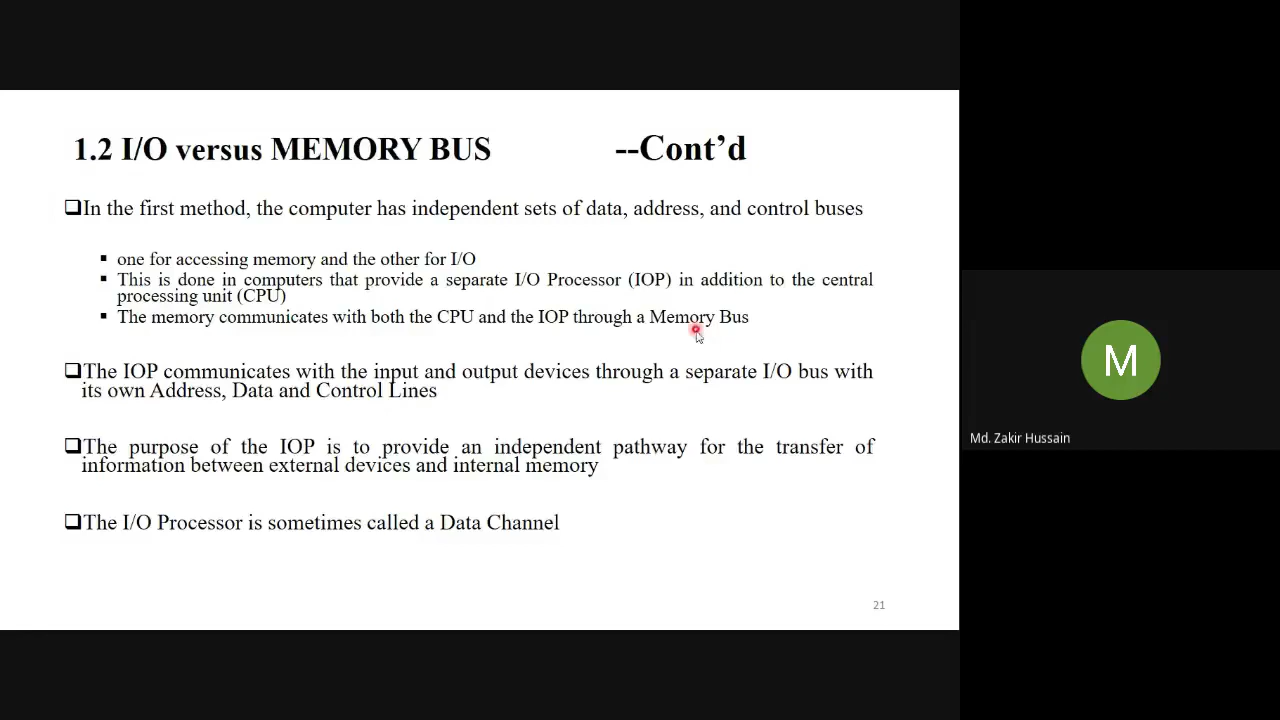 1.2 I/O versus MEMORY BUS --Cont’d
❑In the first method, the computer has independent sets of data, address, and control buses
▪ one for accessing memory and the other for I/O
▪ This is done in computers that provide a separate I/O Processor (IOP) in addition to the central
processing unit (CPU)
▪ The memory communicates with both the CPU and the IOP through a Memory Bus
❑The IOP communicates with the input and output devices through a separate I/O bus with
its own Address, Data and Control Lines
❑The purpose of the IOP is to provide an independent pathway for the transfer of
information between external devices and internal memory
❑The I/O Processor is sometimes called a Data Channel
21
M
Md. Zakir Hussain